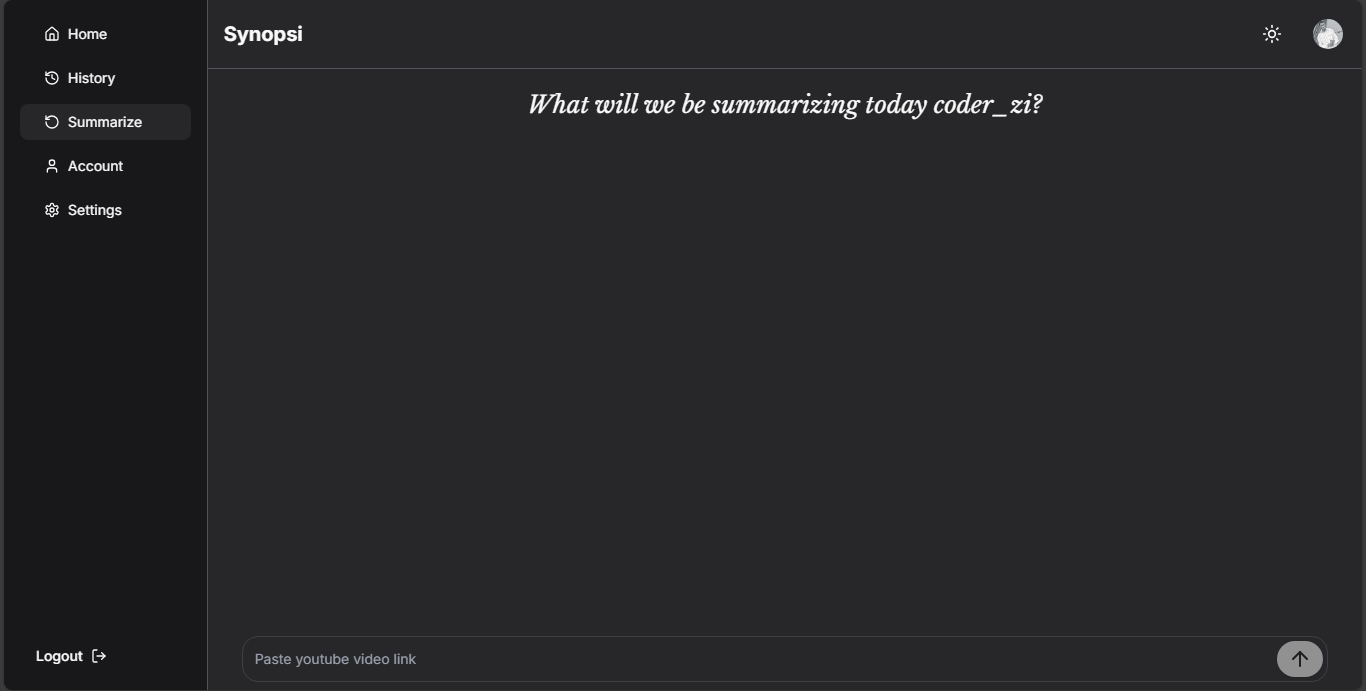 Home
History
Summarize
Account
Settings
Logout
Synopsi
What will we be summarizing today coder_zi?
Paste youtube video link